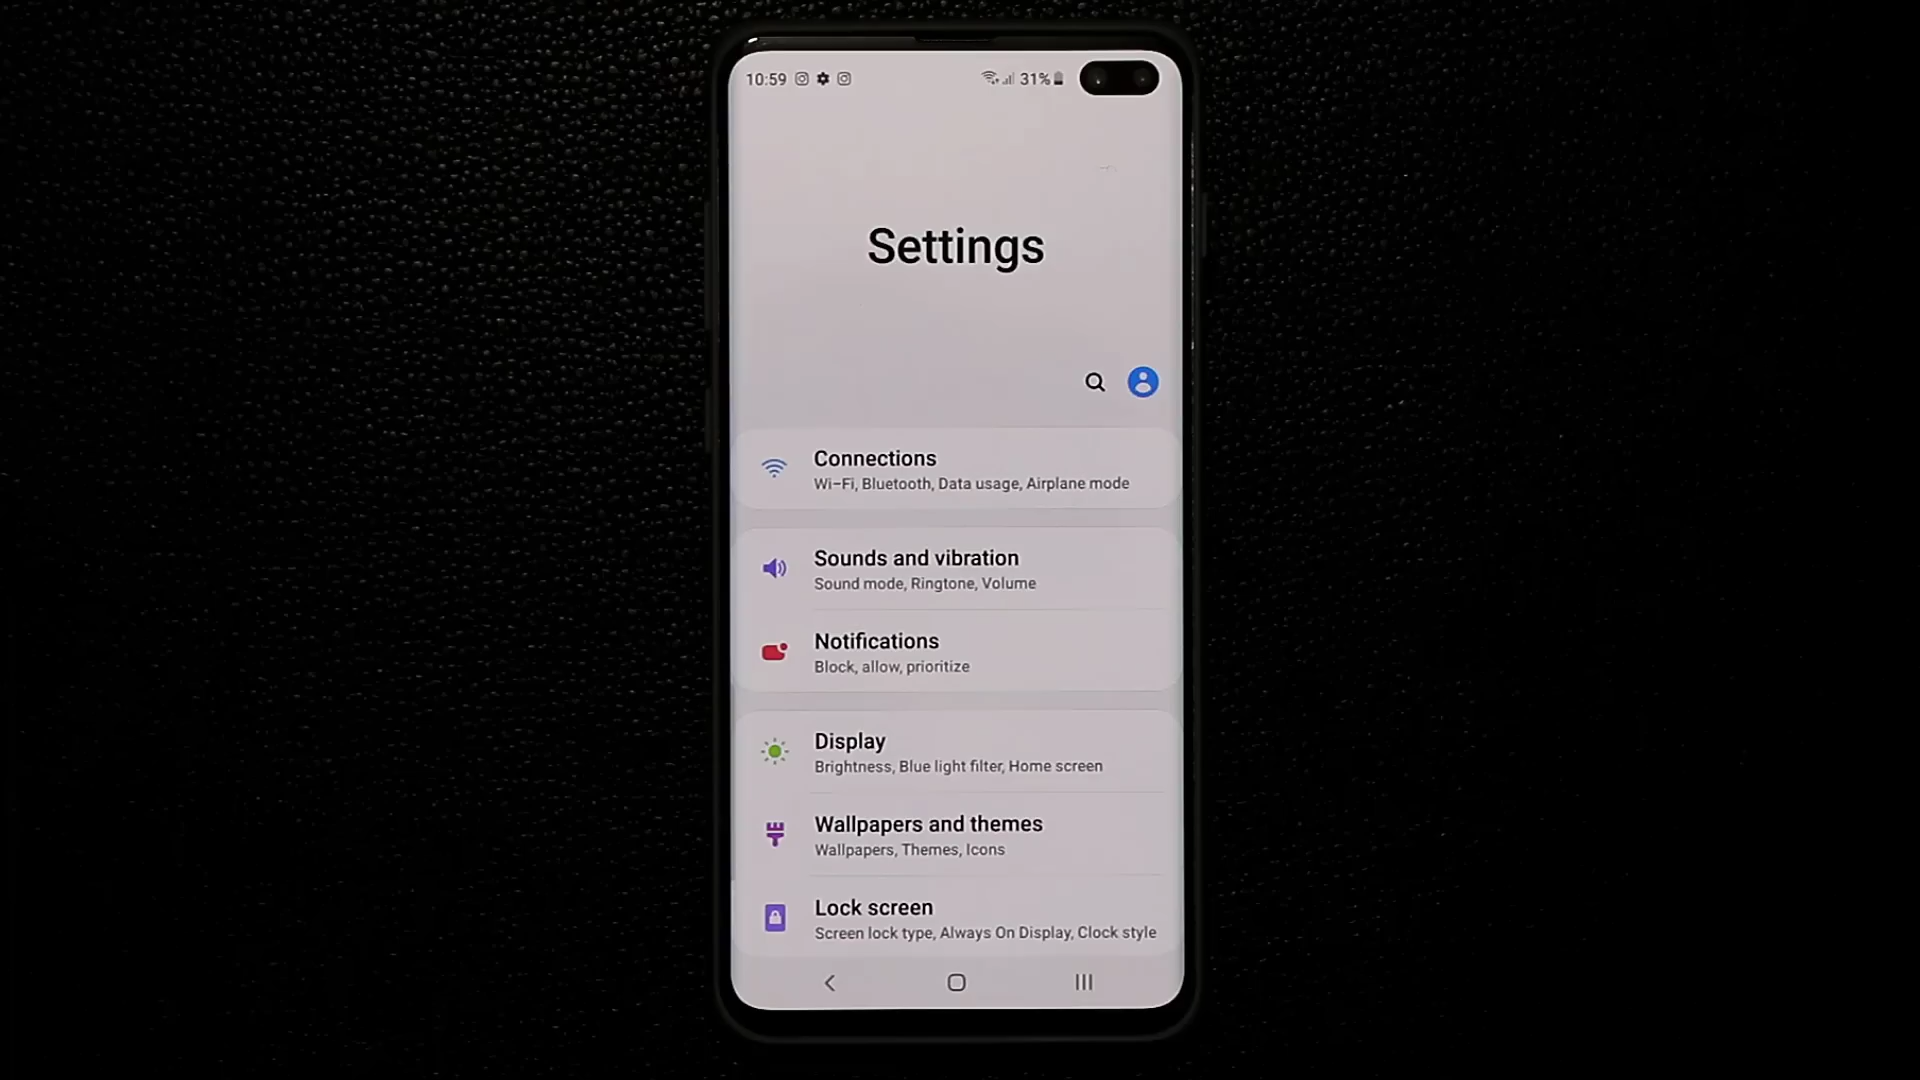 10:59 31%
Settings
Connections
Wi-Fi, Bluetooth, Data usage, Airplane mode
Sounds and vibration
Sound mode, Ringtone, Volume
Notifications
Block, allow, prioritize
Display
Brightness, Blue light filter, Home screen
Wallpapers and themes
Wallpapers, Themes, Icons
Lock screen
Screen lock type, Always On Display, Clock style